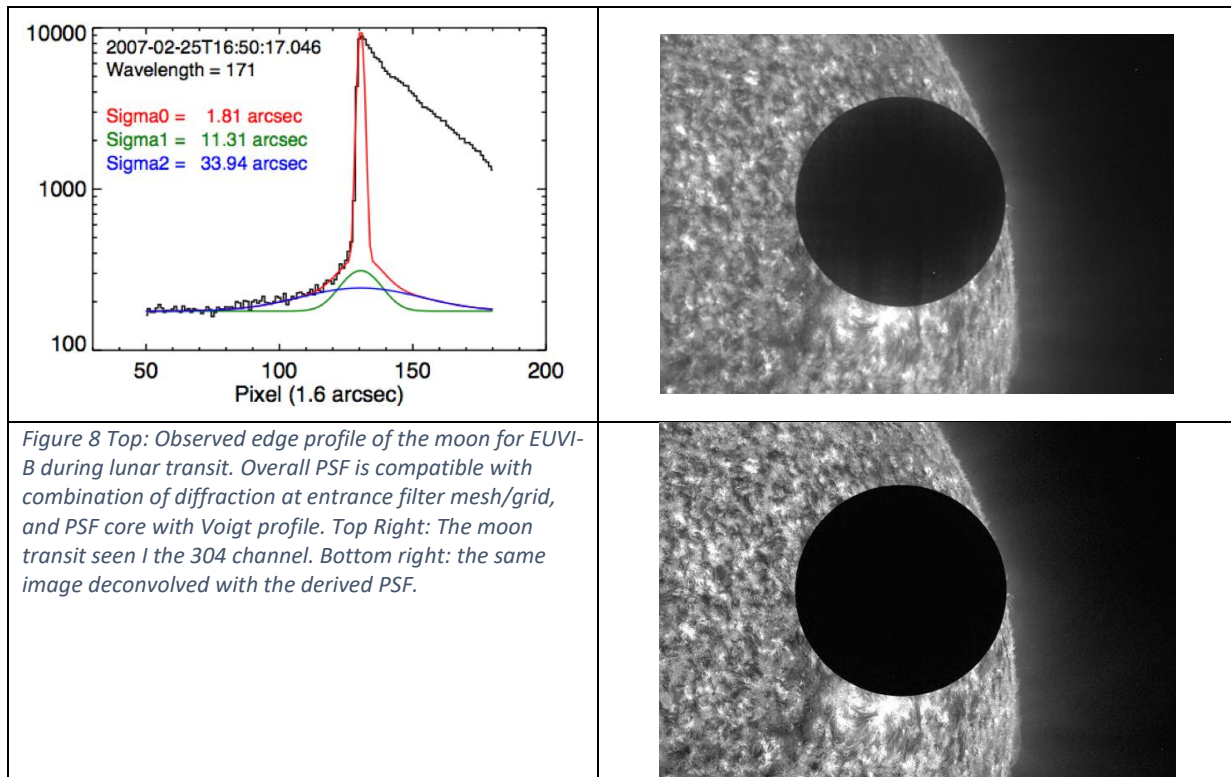 10000
2007-02-25T16:50:17.046
Wavelength = 171
Sigma0 = 1.81 arcsec
Sigma1 = 11.31 arcsec
Sigma2 = 33.94 arcsec
1000
100
50 100 150 200
Pixel (1.6 arcsec)
Figure 8 Top: Observed edge profile of the moon for EUVI-
B during lunar transit. Overall PSF is compatible with
combination of diffraction at entrance filter mesh/grid,
and PSF core with Voigt profile. Top Right: The moon
transit seen I the 304 channel. Bottom right: the same
image deconvolved with the derived PSF.